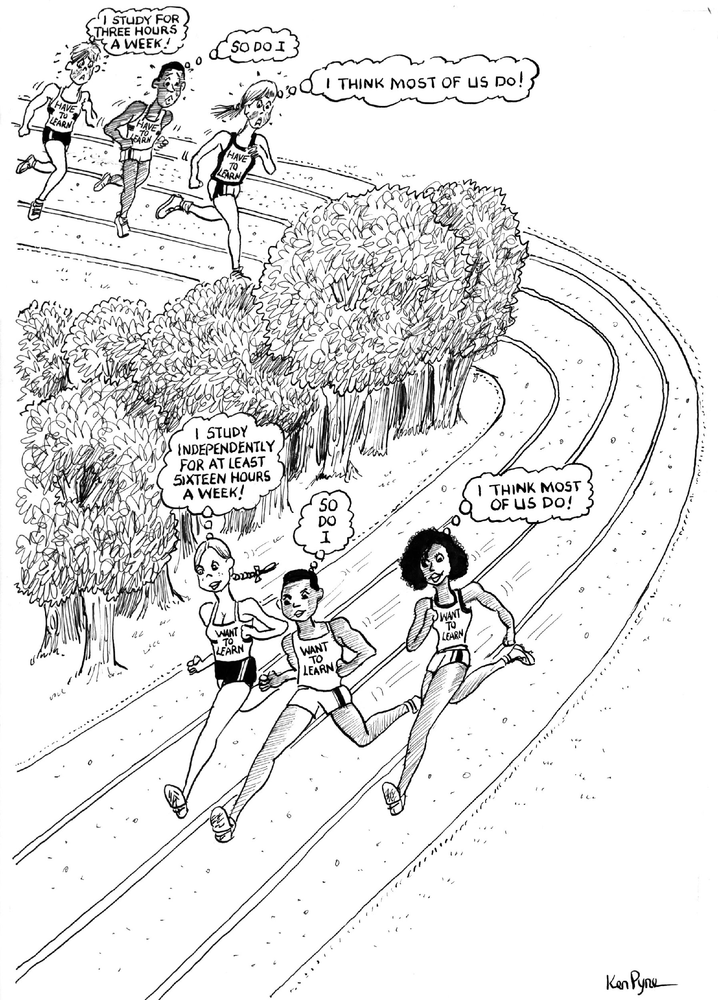 I STUDY FOR
THREE HOURS
A WEEK!
SO DO I
I THINK MOST OF US DO!
HAVE
TO
LEARN
HAVE
TO
LEARN
HAVE
TO
LEARN
I STUDY
INDEPENDENTLY
FOR AT LEAST
SIXTEEN HOURS
A WEEK!
SO
DO
I
I THINK MOST
OF US DO!
WANT
TO
LEARN
WANT
TO
LEARN
WANT
TO
LEARN
Ken Pyne